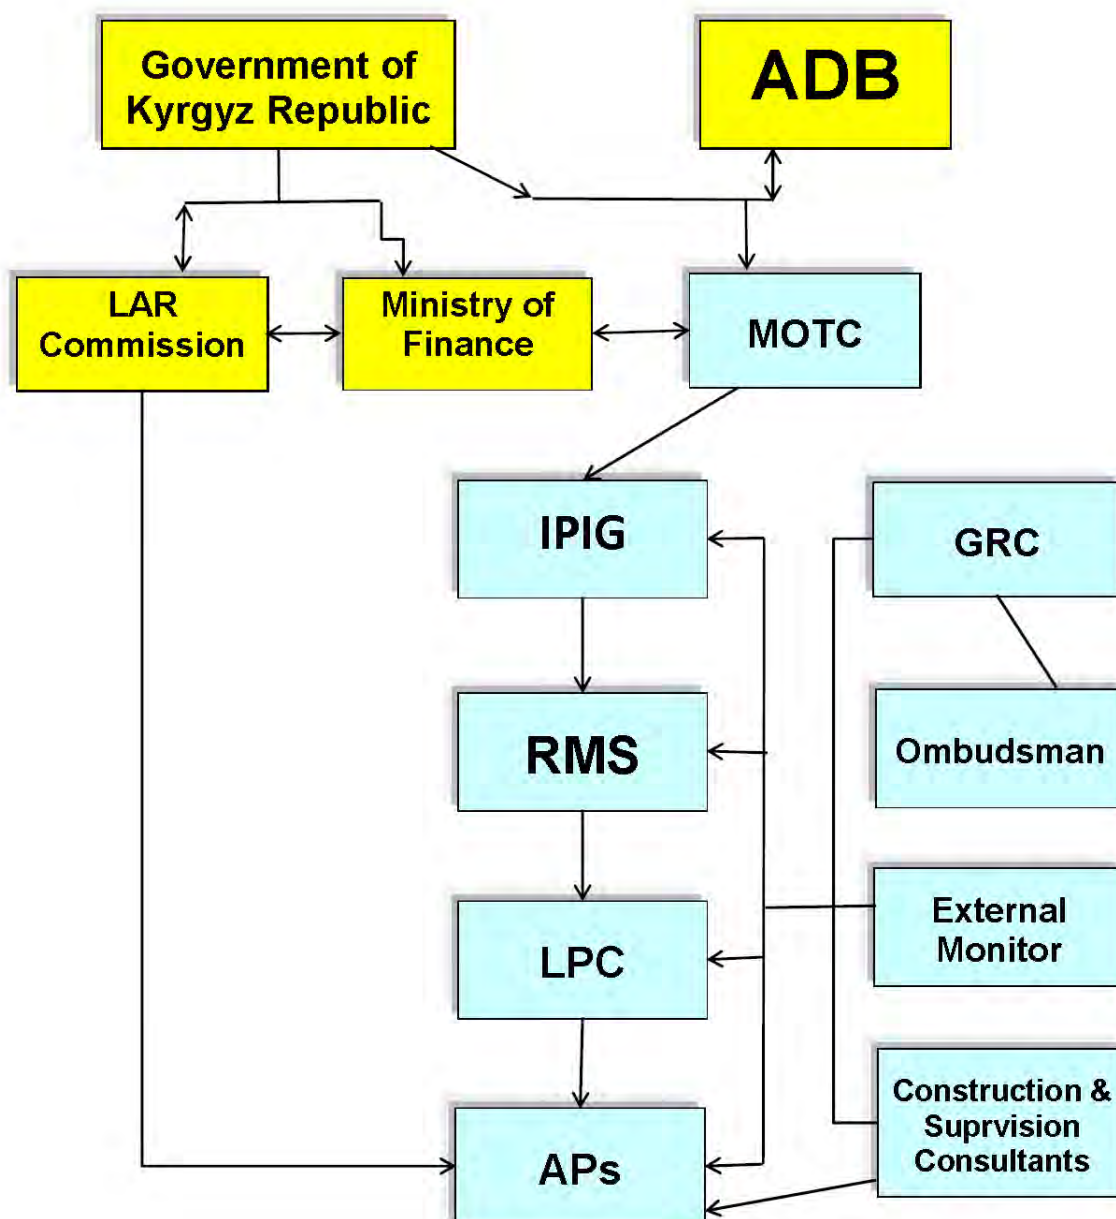 Government of
Kyrgyz Republic
ADB
LAR
Commission
Ministry of
Finance
MOTC
IPIG
GRC
RMS
Ombudsman
LPC
External
Monitor
APs
Construction &
Suprvision
Consultants